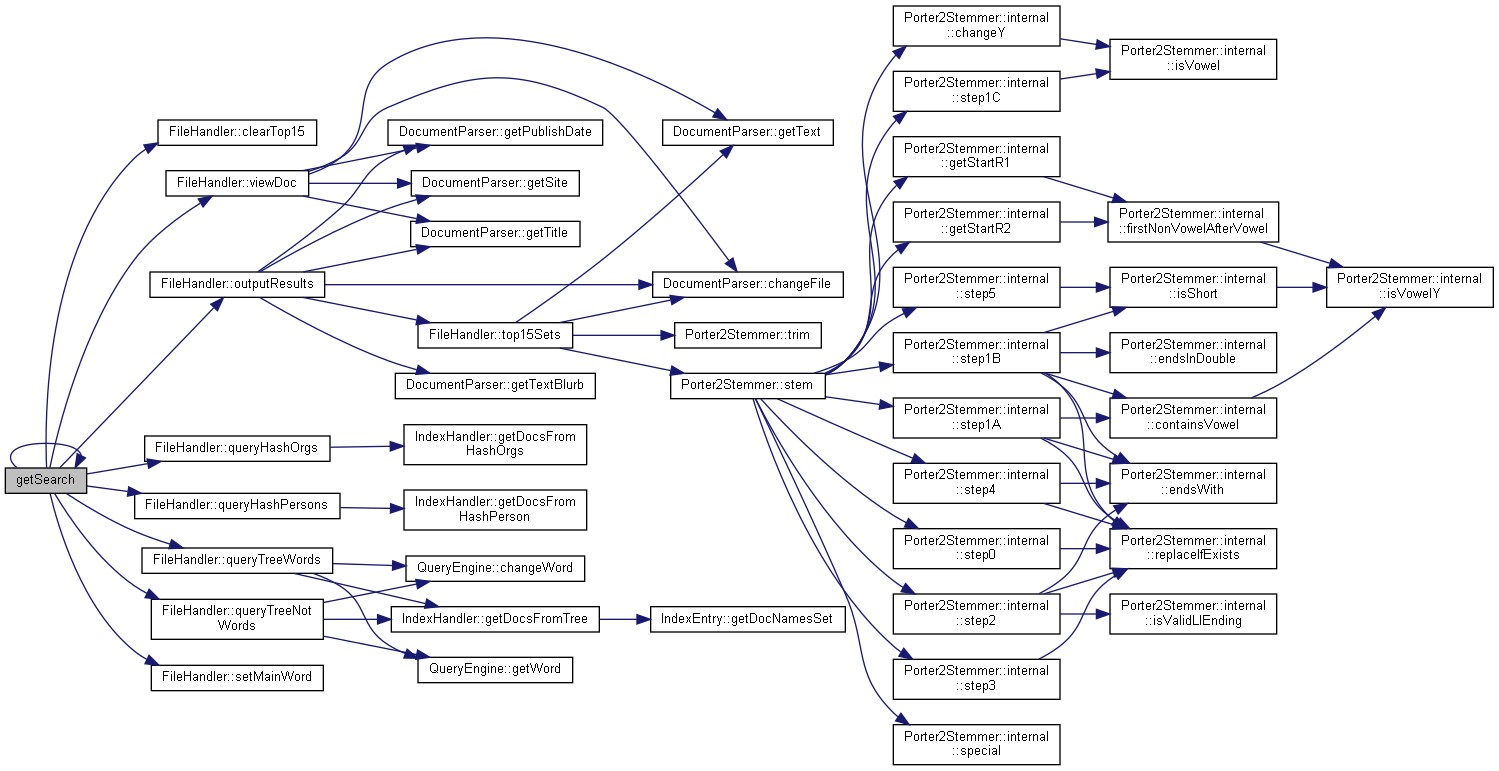 getSearch
FileHandler::clearTop15
FileHandler::viewDoc
FileHandler::outputResults
FileHandler::queryHashOrgs
FileHandler::queryHashPersons
FileHandler::queryTreeWords
FileHandler::queryTreeNot
Words
FileHandler::setMainWord
DocumentParser::getPublishDate
DocumentParser::getSite
DocumentParser::getTitle
FileHandler::top15Sets
DocumentParser::getTextBlurb
IndexHandler::getDocsFrom
HashOrgs
IndexHandler::getDocsFrom
HashPerson
QueryEngine::changeWord
IndexHandler::getDocsFromTree
QueryEngine::getWord
DocumentParser::getText
DocumentParser::changeFile
Porter2Stemmer::trim
Porter2Stemmer::stem
IndexEntry::getDocNamesSet
Porter2Stemmer::internal
::changeY
Porter2Stemmer::internal
::step1C
Porter2Stemmer::internal
::getStartR1
Porter2Stemmer::internal
::getStartR2
Porter2Stemmer::internal
::step5
Porter2Stemmer::internal
::step1B
Porter2Stemmer::internal
::step1A
Porter2Stemmer::internal
::step4
Porter2Stemmer::internal
::step0
Porter2Stemmer::internal
::step2
Porter2Stemmer::internal
::step3
Porter2Stemmer::internal
::special
Porter2Stemmer::internal
::isVowel
Porter2Stemmer::internal
::firstNonVowelAfterVowel
Porter2Stemmer::internal
::isShort
Porter2Stemmer::internal
::endsInDouble
Porter2Stemmer::internal
::containsVowel
Porter2Stemmer::internal
::endsWith
Porter2Stemmer::internal
::replaceIfExists
Porter2Stemmer::internal
::isValidLIEnding
Porter2Stemmer::internal
::isVowelY